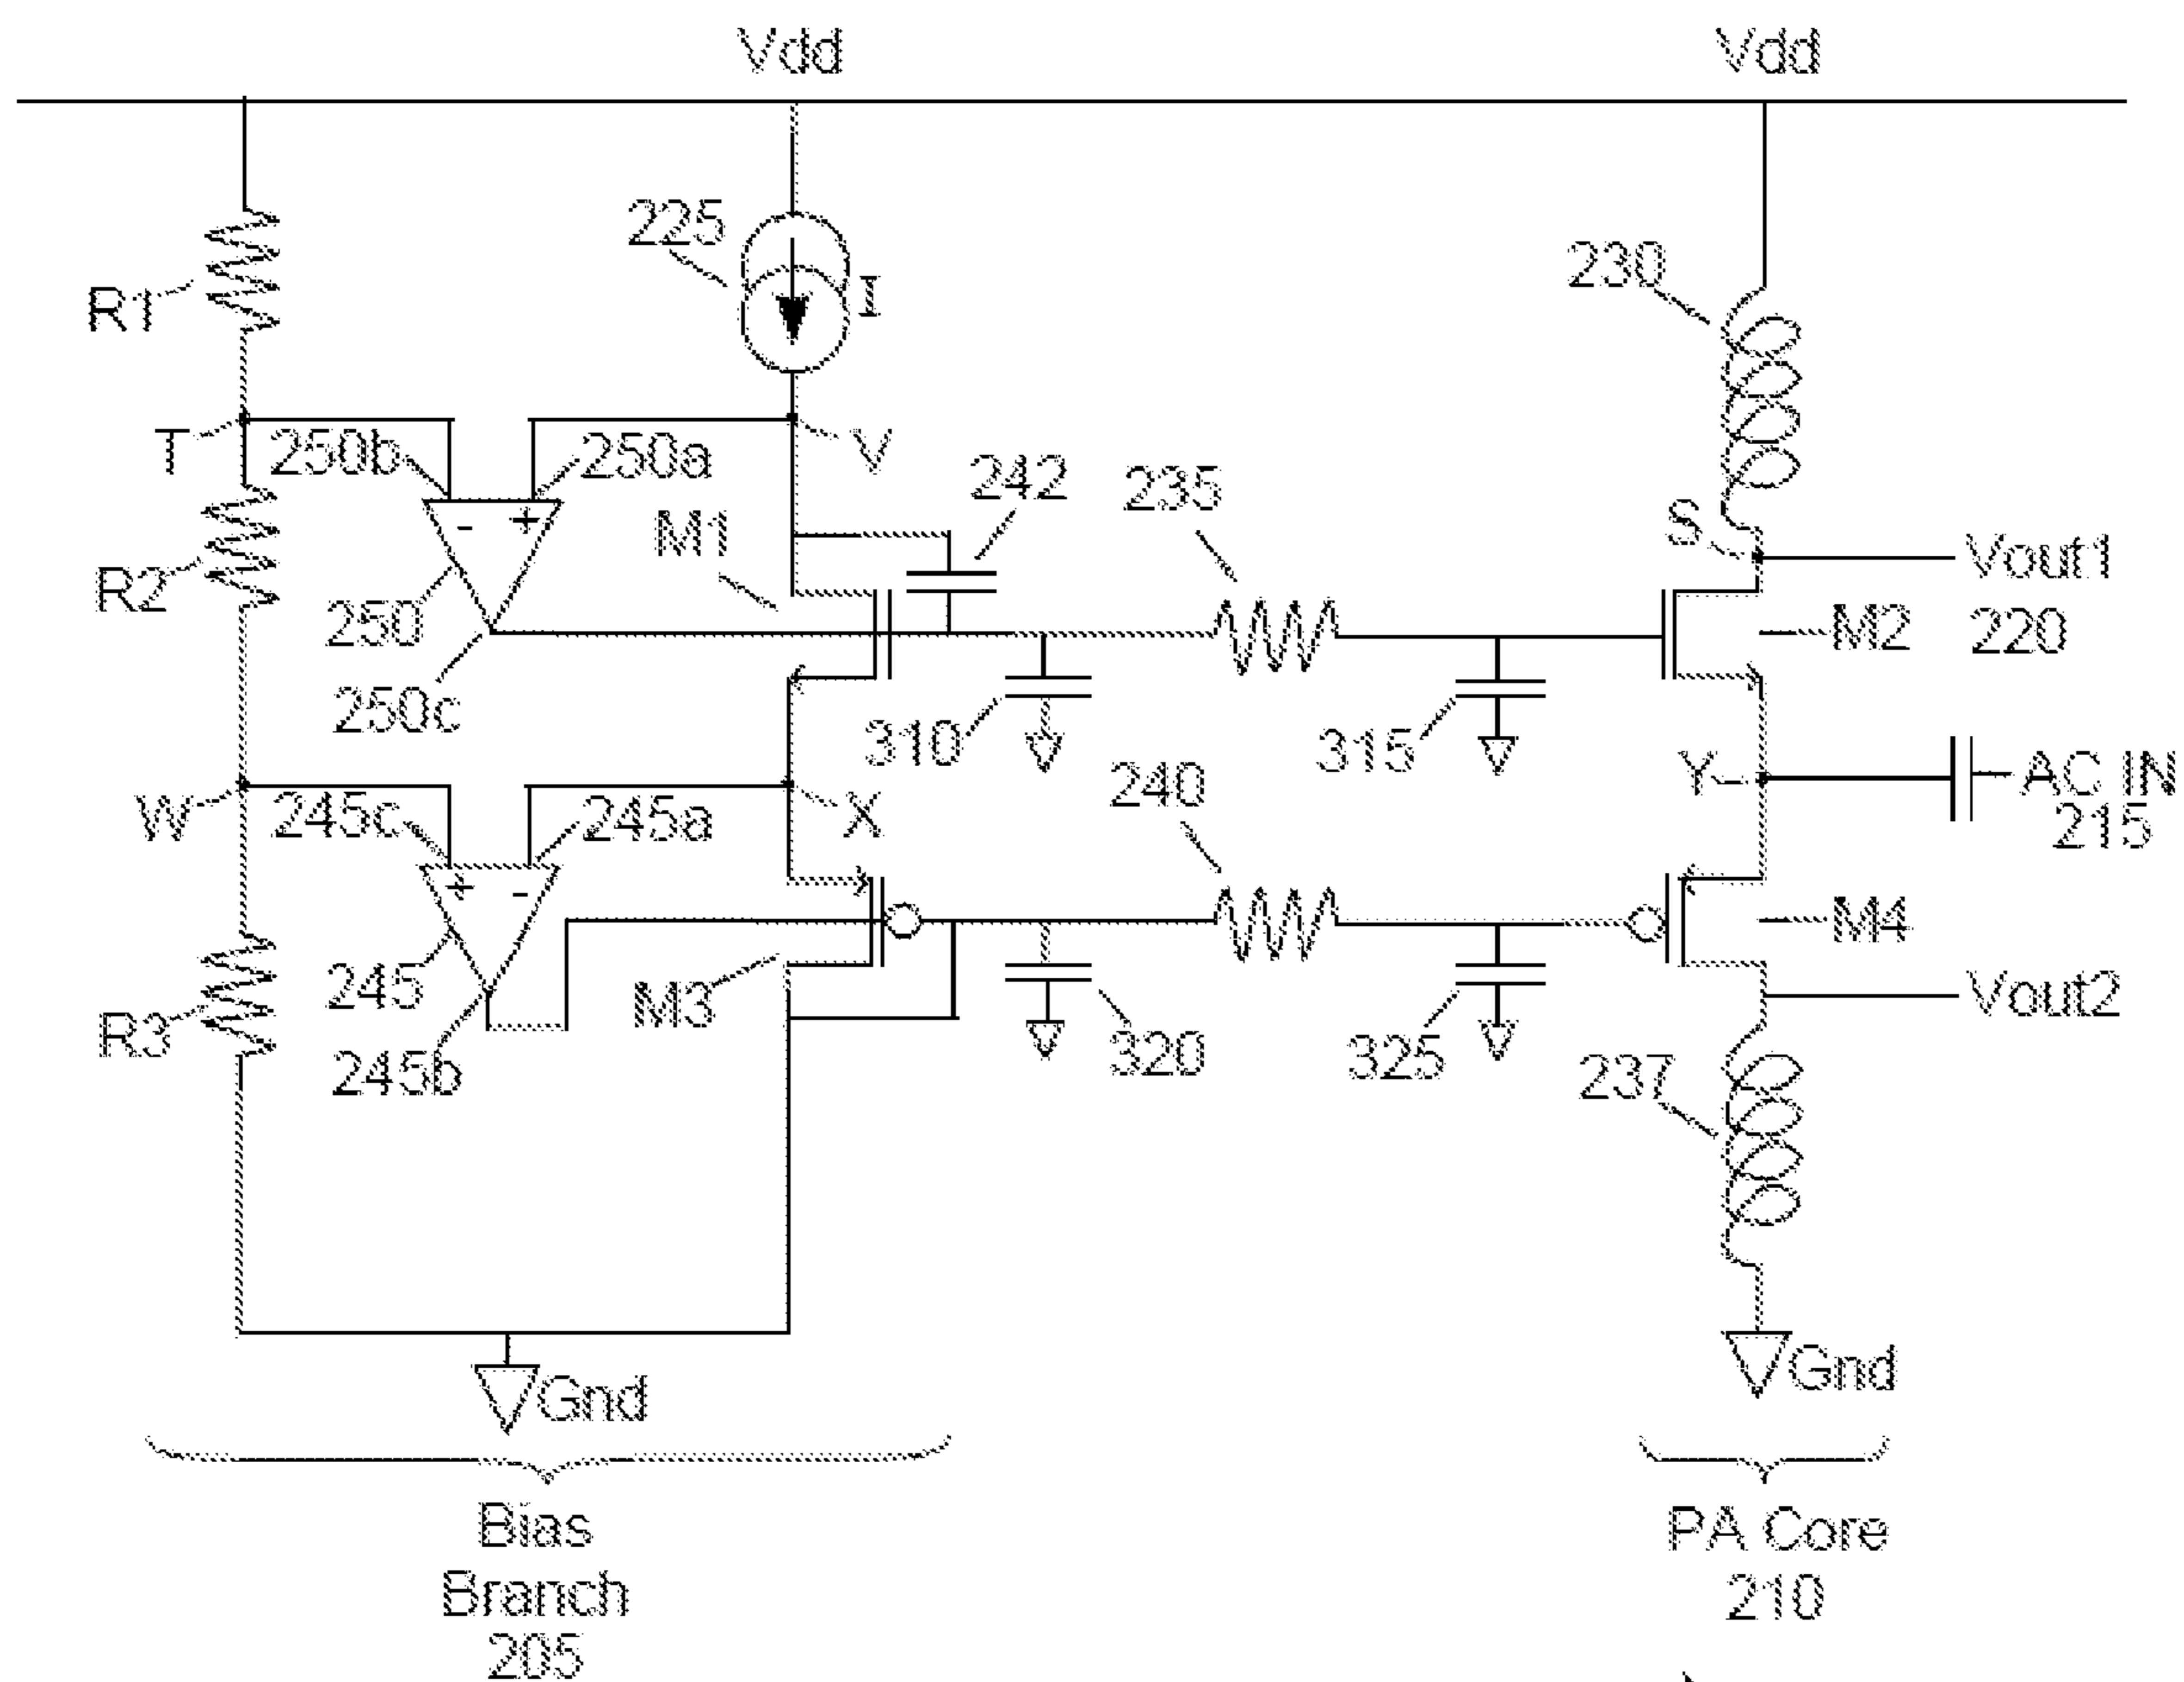 Vdd
Vdd
225
I
230
R1
T
250b
250a
V
242
235
S
M1
Vout1
R2
250
M2
220
250c
310
315
Y
AC IN
215
W
245c
245a
X
240
245
M3
M4
Vout2
R3
245b
320
325
237
Gnd
Gnd
Bias
Branch
205
PA Core
210
-
+
+
-